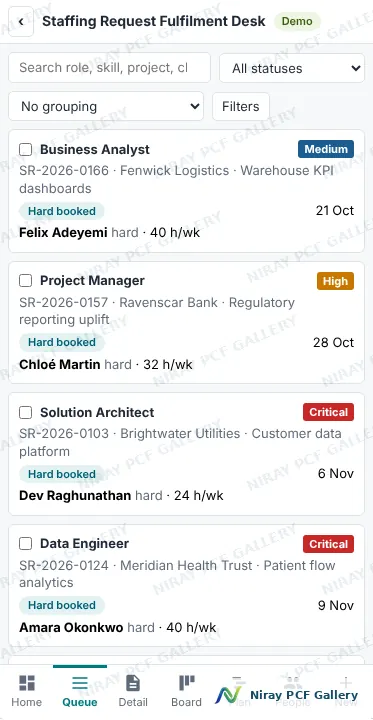 Staffing Request Fulfilment Desk Demo
Search role, skill, project, cl
All statuses
No grouping
Filters
Business Analyst Medium
SR-2026-0166 · Fenwick Logistics · Warehouse KPI
dashboards
Hard booked 21 Oct
Felix Adeyemi hard · 40 h/wk
Project Manager High
SR-2026-0157 · Ravenscar Bank · Regulatory
reporting uplift
Hard booked 28 Oct
Chloé Martin hard · 32 h/wk
Solution Architect Critical
SR-2026-0103 · Brightwater Utilities · Customer data
platform
Hard booked 6 Nov
Dev Raghunathan hard · 24 h/wk
Data Engineer Critical
SR-2026-0124 · Meridian Health Trust · Patient flow
analytics
Hard booked 9 Nov
Amara Okonkwo hard · 40 h/wk
Home Queue Detail Board People New
Niray PCF Gallery
NIRAY PCF GALLERY